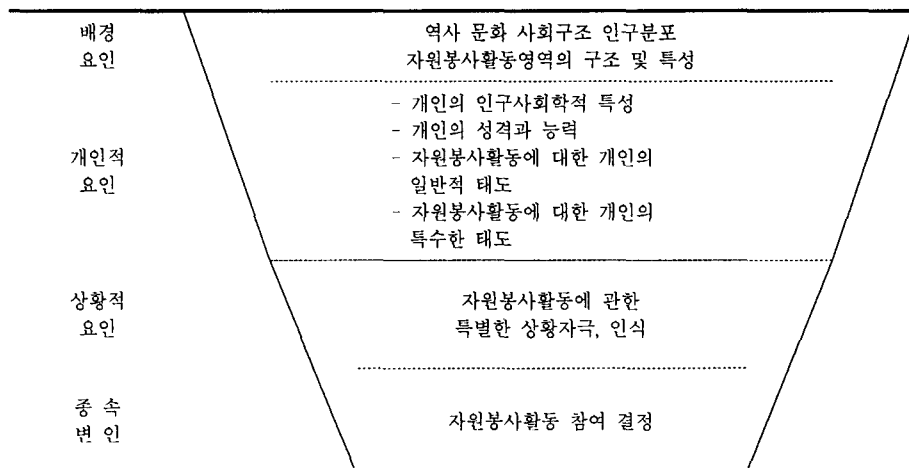 배경
요인
역사 문화 사회구조 인구분포
자원봉사활동영역의 구조 및 특성
개인적
요인
- 개인의 인구사회학적 특성
- 개인의 성격과 능력
- 자원봉사활동에 대한 개인의
일반적 태도
- 자원봉사활동에 대한 개인의
특수한 태도
상황적
요인
자원봉사활동에 관한
특별한 상황자극, 인식
종 속
변 인
자원봉사활동 참여 결정